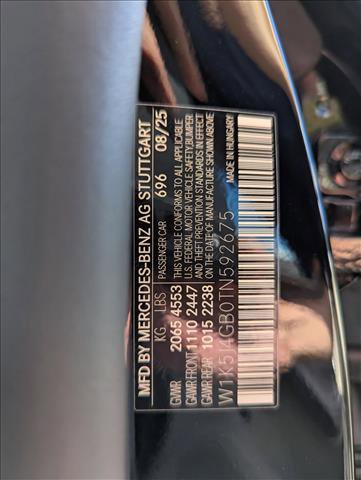 MFD BY MERCEDES-BENZ AG STUTTGART
PASSENGER CAR 696 08/25
KG LBS
GVWR 2065 4553
GAWR FRONT 1110 2447
GAWR REAR 1015 2238
THIS VEHICLE CONFORMS TO ALL APPLICABLE
U.S. FEDERAL MOTOR VEHICLE SAFETY,BUMPER,
AND THEFT PREVENTION STANDARDS IN EFFECT
ON THE DATE OF MANUFACTURE SHOWN ABOVE
MADE IN HUNGARY
W1K5J4GB0TN592675